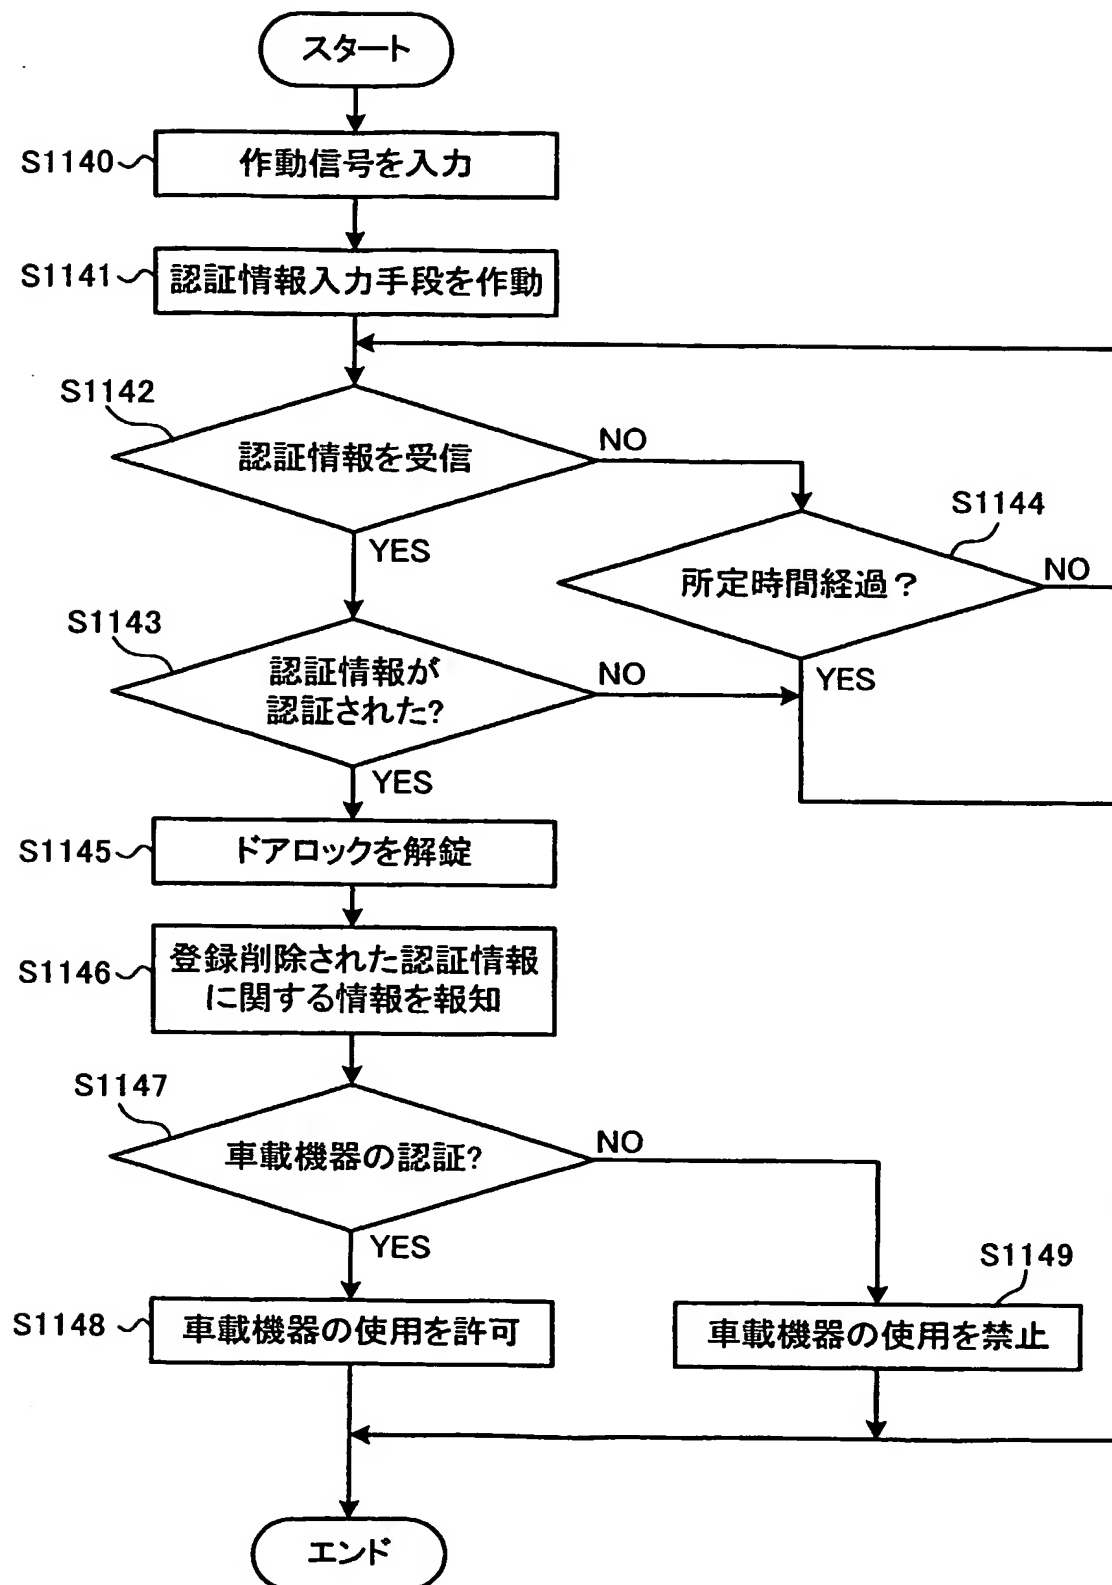 スタート
S1140
作動信号を入力
S1141
認証情報入力手段を作動
S1142
認証情報を受信
NO
YES
S1144
所定時間経過？
NO
YES
S1143
認証情報が
認証された?
NO
YES
S1145
ドアロックを解錠
S1146
登録削除された認証情報
に関する情報を報知
S1147
車載機器の認証?
NO
YES
S1148
車載機器の使用を許可
S1149
車載機器の使用を禁止
エンド